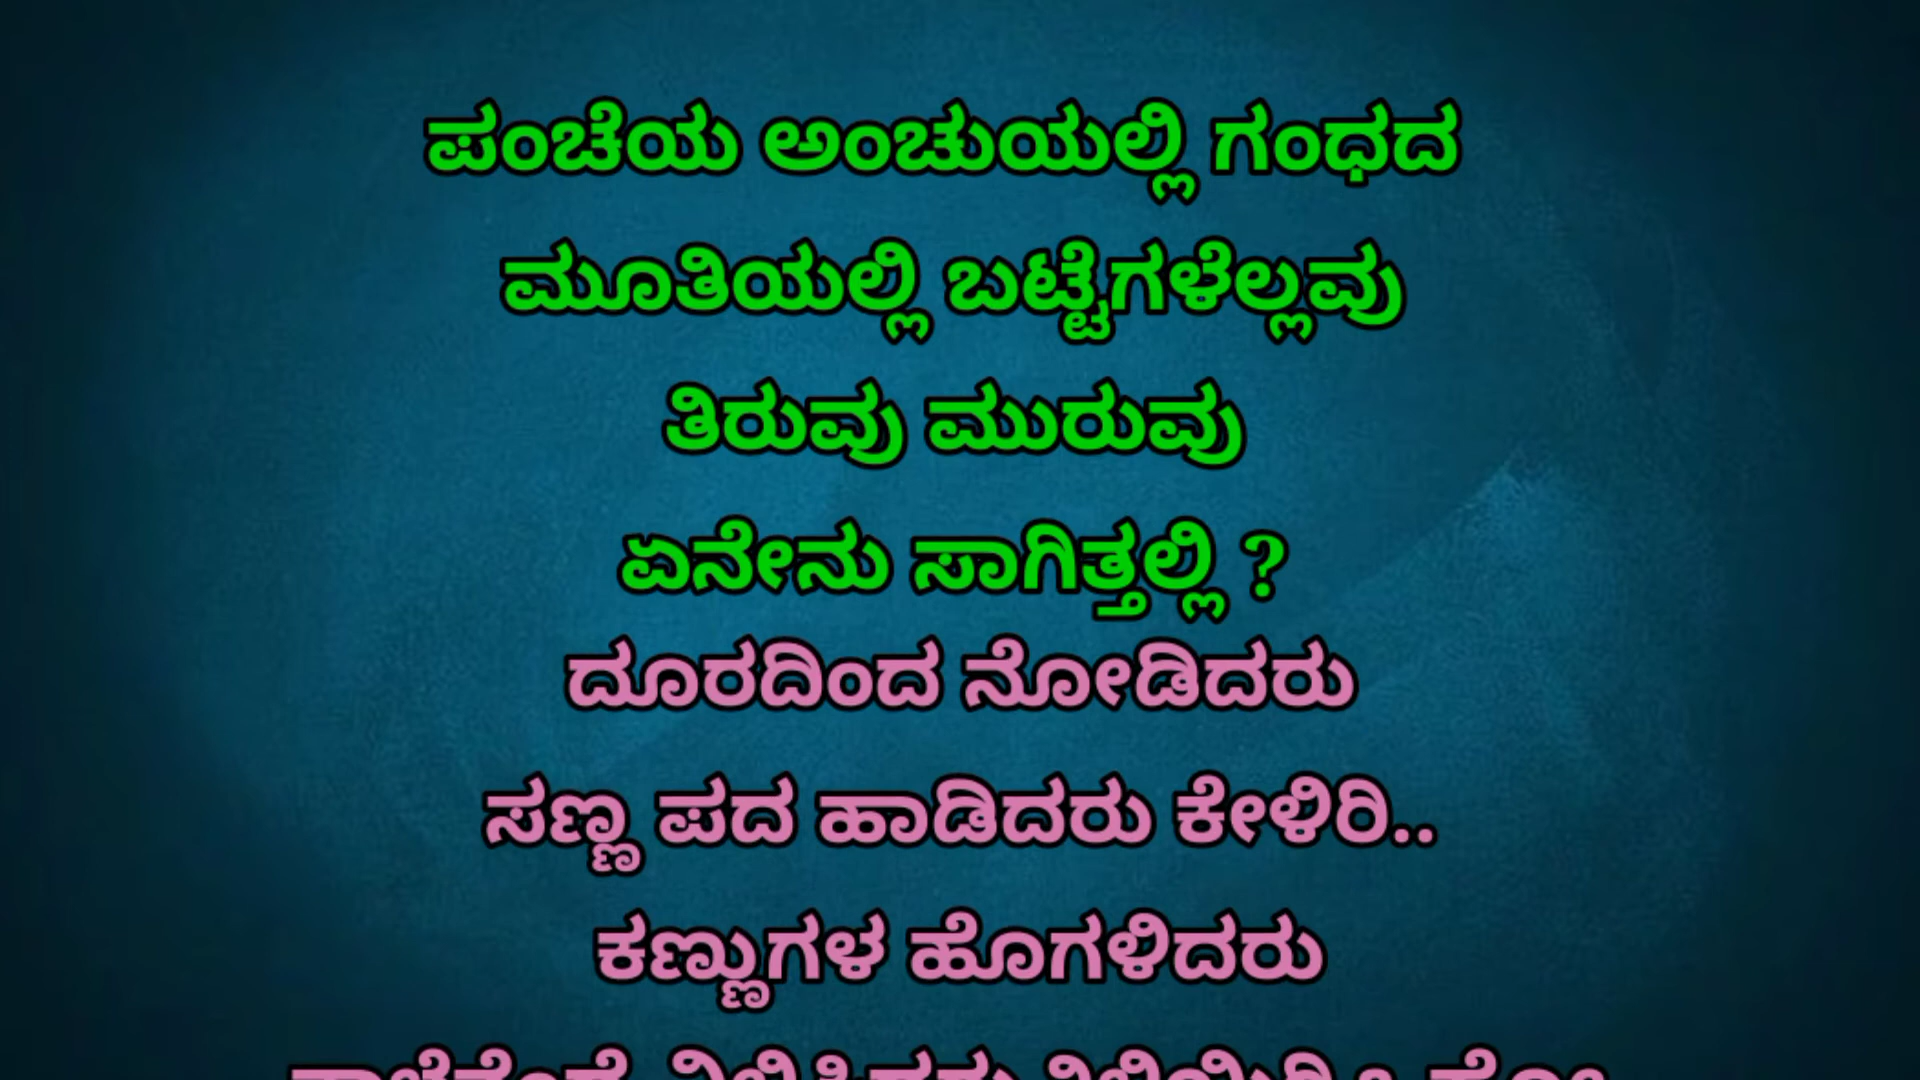 ಪಂಚೆಯ ಅಂಚುಯಲ್ಲಿ ಗಂಧದ
ಮೂತಿಯಲ್ಲಿ ಬಟ್ಟೆಗಳೆಲ್ಲವು
ತಿರುವು ಮುರುವು
ಏನೇನು ಸಾಗಿತ್ತಲ್ಲಿ ?
ದೂರದಿಂದ ನೋಡಿದರು
ಸಣ್ಣ ಪದ ಹಾಡಿದರು ಕೇಳಿರಿ..
ಕಣ್ಣುಗಳ ಹೊಗಳಿದರು